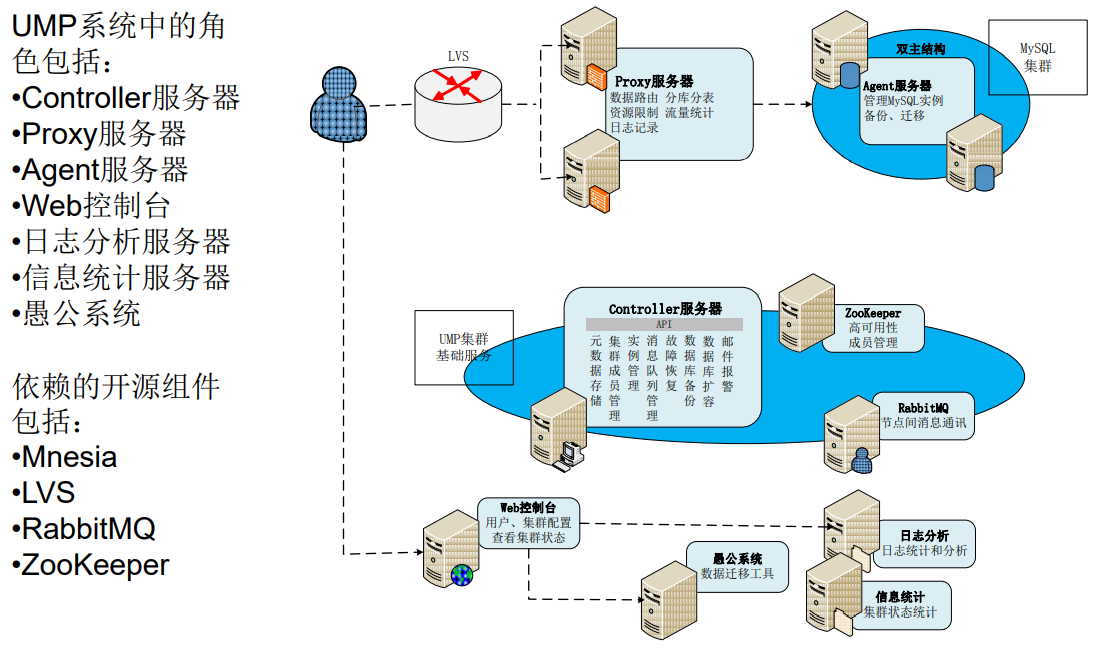 UMP系统中的角
色包括：
•Controller服务器
•Proxy服务器
•Agent服务器
•Web控制台
•日志分析服务器
•信息统计服务器
•愚公系统
依赖的开源组件
包括：
•Mnesia
•LVS
•RabbitMQ
•ZooKeeper
LVS
Proxy服务器
数据路由 分库分表
资源限制 流量统计
日志记录
双主结构
Agent服务器
管理MySQL实例
备份、迁移
MySQL
集群
UMP集群
基础服务
Controller服务器
API
元数据存储
集群成员管理
实例管理
消息队列管理
故障恢复
数据库备份
数据库扩容
邮件报警
ZooKeeper
高可用性
成员管理
RabbitMQ
节点间消息通讯
Web控制台
用户、集群配置
查看集群状态
愚公系统
数据迁移工具
日志分析
日志统计和分析
信息统计
集群状态统计